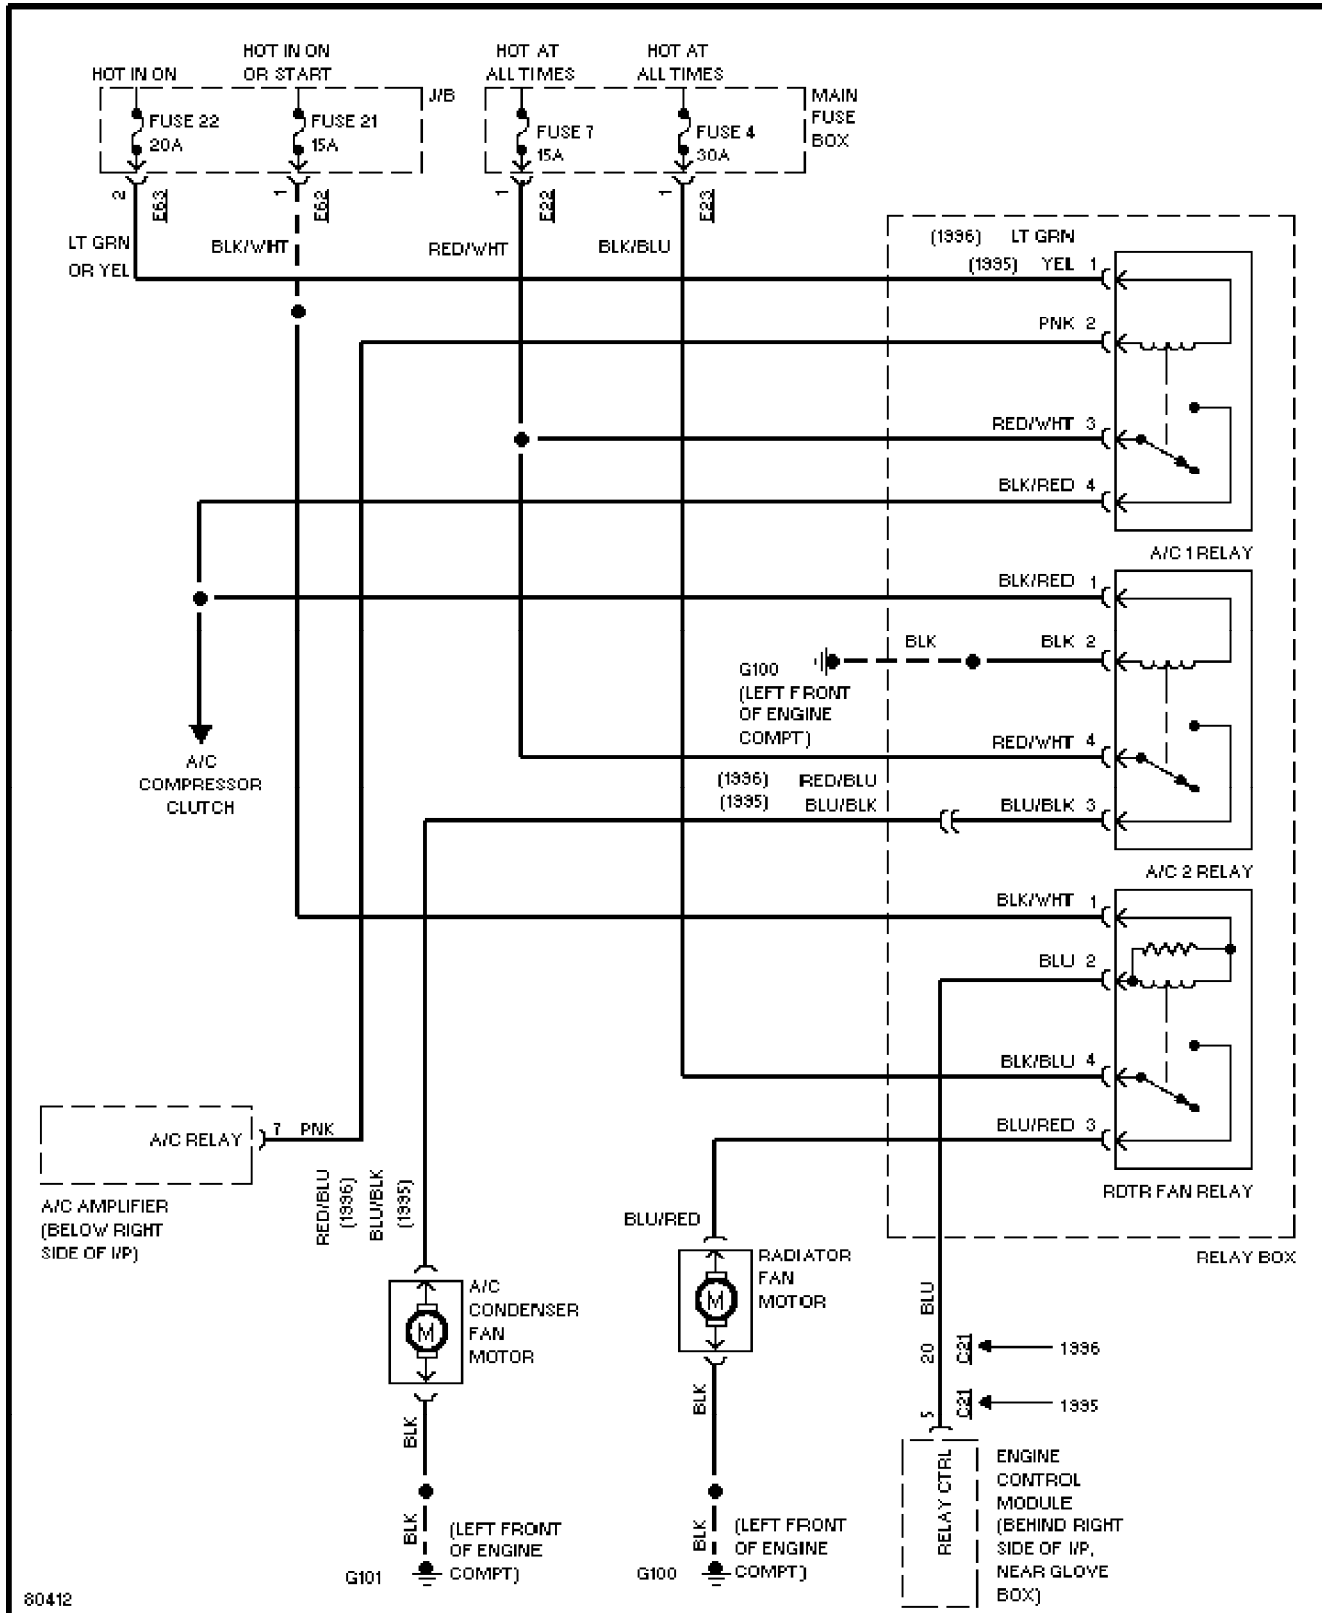 HOT IN ON
HOT IN ON
OR START
HOT AT
ALL TIMES
HOT AT
ALL TIMES
J/B
FUSE 22
20A
FUSE 21
15A
FUSE 7
15A
FUSE 4
30A
MAIN
FUSE
BOX
2
E63
1
E62
1
E22
1
E23
LT GRN
OR YEL
BLK/WHT
RED/WHT
BLK/BLU
(1996) LT GRN
(1995) YEL 1
PNK 2
RED/WHT 3
BLK/RED 4
A/C 1 RELAY
BLK/RED 1
BLK
BLK 2
G100
(LEFT FRONT
OF ENGINE
COMPT)
RED/WHT 4
(1996) RED/BLU
(1995) BLU/BLK
BLU/BLK 3
A/C 2 RELAY
A/C
COMPRESSOR
CLUTCH
BLK/WHT 1
BLU 2
BLK/BLU 4
BLU/RED 3
RDTR FAN RELAY
RELAY BOX
A/C RELAY
7 PNK
A/C AMPLIFIER
(BELOW RIGHT
SIDE OF I/P)
RED/BLU
(1996)
BLU/BLK
(1995)
BLU/RED
A/C
CONDENSER
FAN
MOTOR
M
RADIATOR
FAN
MOTOR
M
BLU
20
C21
1996
5
C21
1995
BLK
BLK
BLK
BLK
G101
(LEFT FRONT
OF ENGINE
COMPT)
G100
(LEFT FRONT
OF ENGINE
COMPT)
RELAY CTRL
ENGINE
CONTROL
MODULE
(BEHIND RIGHT
SIDE OF I/P,
NEAR GLOVE
BOX)
80412